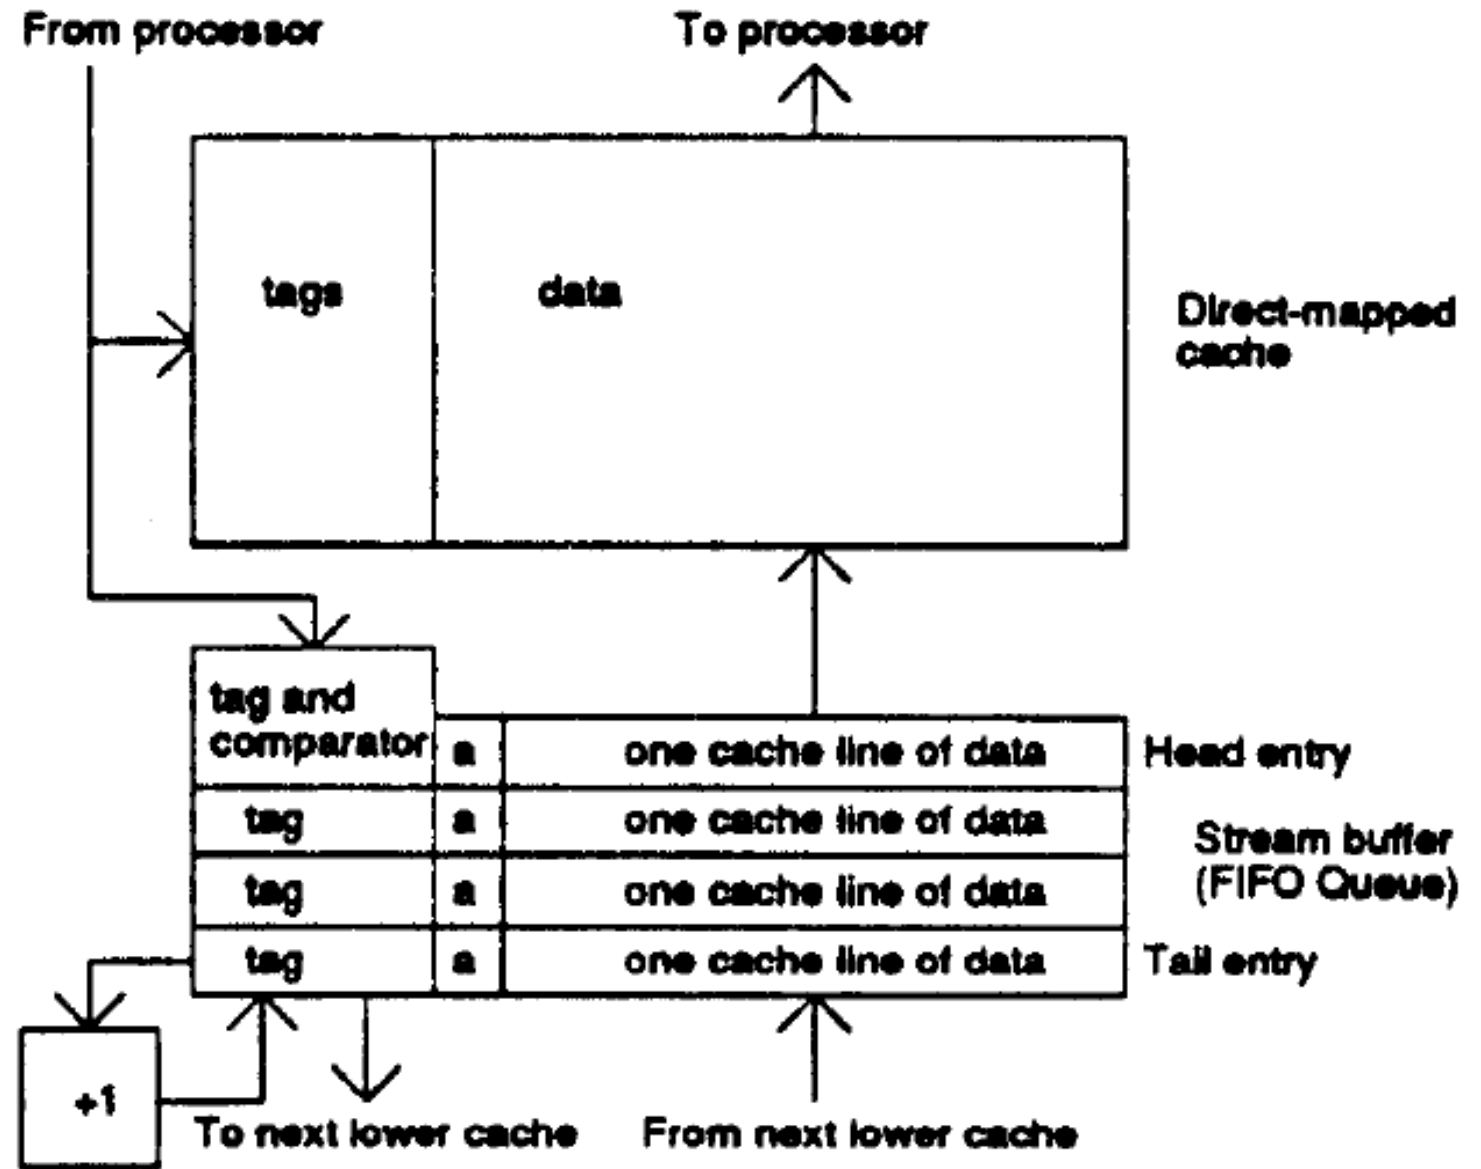 From processor
To processor
tags
data
Direct-mapped
cache
tag and
comparator
a
one cache line of data
Head entry
tag
a
one cache line of data
Stream buffer
(FIFO Queue)
tag
a
one cache line of data
tag
a
one cache line of data
Tail entry
+1
To next lower cache
From next lower cache